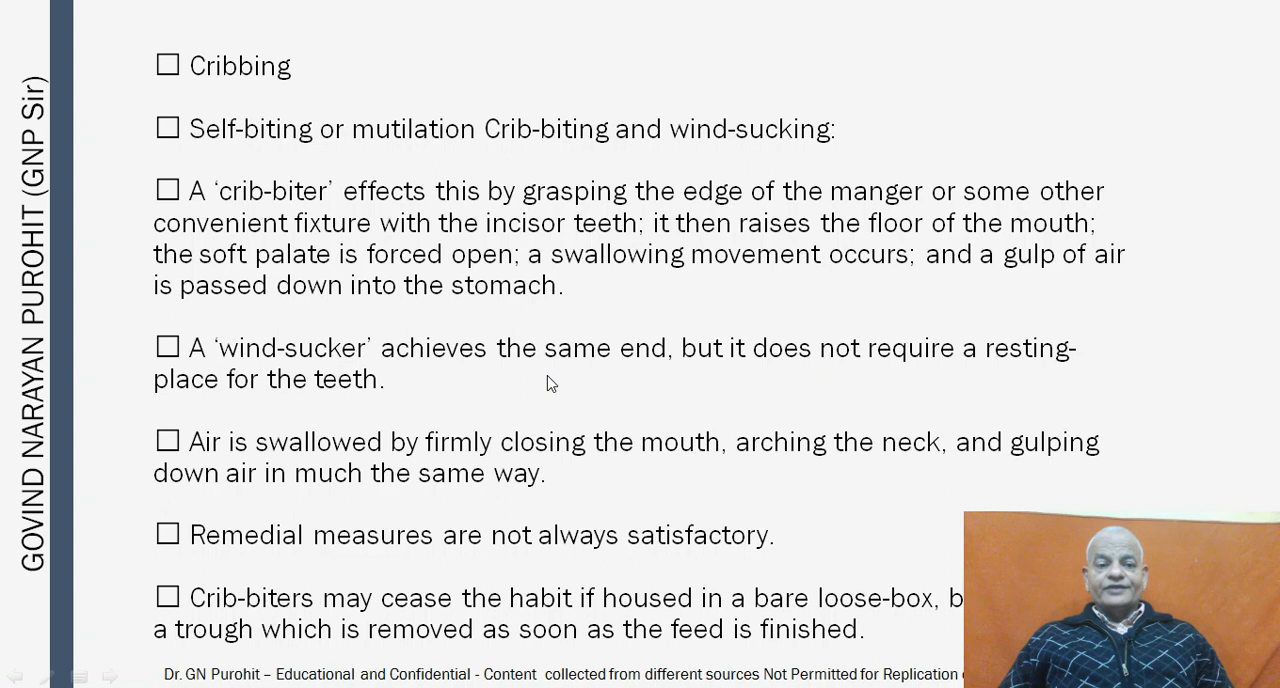 GOVIND NARAYAN PUROHIT (GNP Sir)
☐ Cribbing
☐ Self-biting or mutilation Crib-biting and wind-sucking:
☐ A ‘crib-biter’ effects this by grasping the edge of the manger or some other
convenient fixture with the incisor teeth; it then raises the floor of the mouth;
the soft palate is forced open; a swallowing movement occurs; and a gulp of air
is passed down into the stomach.
☐ A ‘wind-sucker’ achieves the same end, but it does not require a resting-
place for the teeth.
☐ Air is swallowed by firmly closing the mouth, arching the neck, and gulping
down air in much the same way.
☐ Remedial measures are not always satisfactory.
☐ Crib-biters may cease the habit if housed in a bare loose-box,
a trough which is removed as soon as the feed is finished.
Dr. GN Purohit – Educational and Confidential - Content collected from different sources Not Permitted for Replication